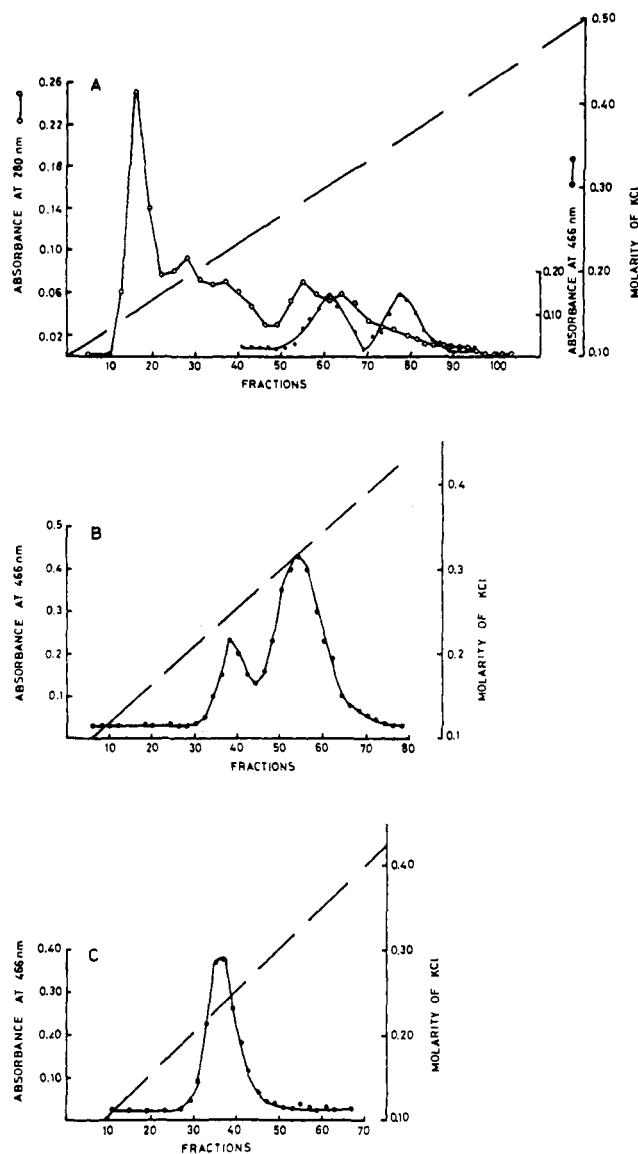 A
ABSORBANCE AT 280 nm
0.26
0.22
0.18
0.14
0.10
0.06
0.02
10 20 30 40 50 60 70 80 90 100
FRACTIONS
0.20
0.10
ABSORBANCE AT 466 nm
0.50
0.40
0.30
0.20
0.10
MOLARITY OF KCl
B
ABSORBANCE AT 466 nm
0.5
0.4
0.3
0.2
0.1
10 20 30 40 50 60 70 80
FRACTIONS
0.4
0.3
0.2
0.1
MOLARITY OF KCl
C
ABSORBANCE AT 466 nm
0.40
0.30
0.20
0.10
10 20 30 40 50 60 70
FRACTIONS
0.40
0.30
0.20
0.10
MOLARITY OF KCl